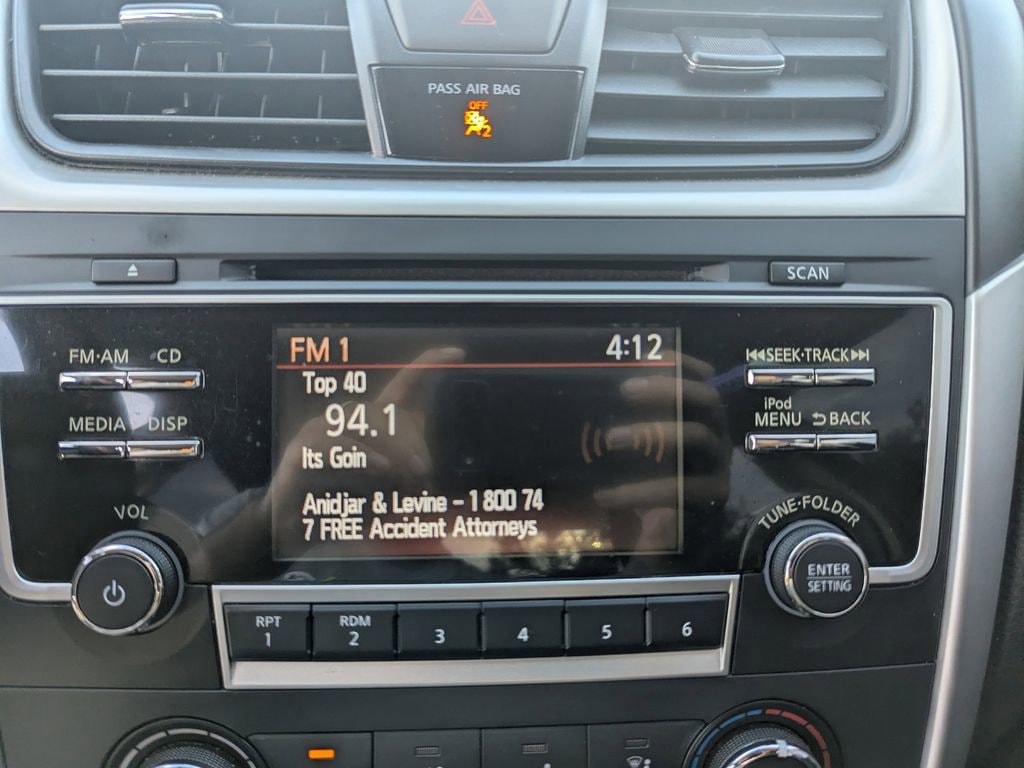 PASS AIR BAG
OFF
2
SCAN
FM·AM CD
MEDIA DISP
VOL
FM 1 4:12
Top 40
94.1
Its Goin
Anidjar & Levine - 1 800 74
7 FREE Accident Attorneys
SEEK·TRACK
iPod
MENU BACK
TUNE·FOLDER
ENTER
SETTING
RPT RDM
1 2 3 4 5 6